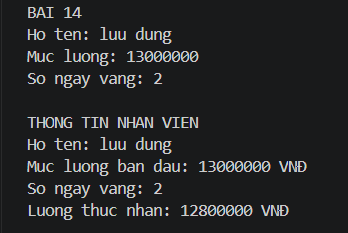 BAI 14
Ho ten: luu dung
Muc luong: 13000000
So ngay vang: 2
THONG TIN NHAN VIEN
Ho ten: luu dung
Muc luong ban dau: 13000000 VNĐ
So ngay vang: 2
Luong thuc nhan: 12800000 VNĐ